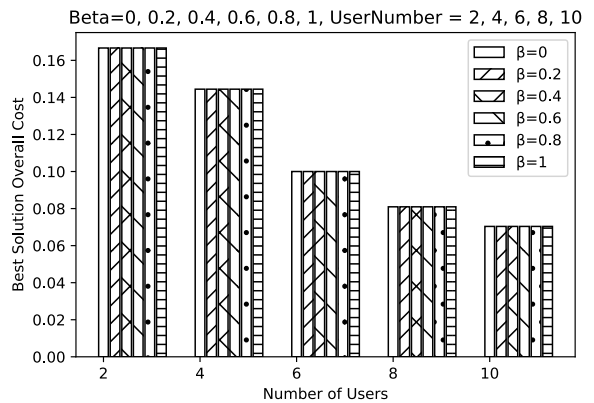 Beta=0, 0.2, 0.4, 0.6, 0.8, 1, UserNumber = 2, 4, 6, 8, 10
Best Solution Overall Cost
0.16
0.14
0.12
0.10
0.08
0.06
0.04
0.02
0.00
β=0
β=0.2
β=0.4
β=0.6
β=0.8
β=1
2 4 6 8 10
Number of Users